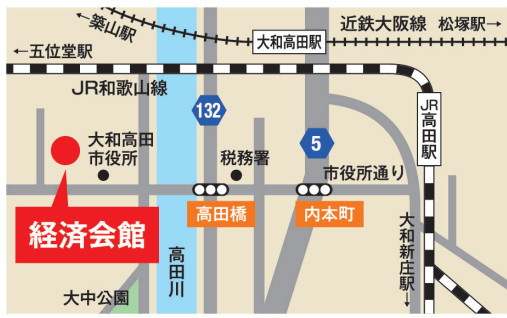 近鉄大阪線 松塚駅→
←築山駅
大和高田駅
←五位堂駅
JR和歌山線
JR高田駅
132
5
大和高田
市役所
税務署
市役所通り
高田橋
内本町
経済会館
高田川
大和新庄駅→
大中公園